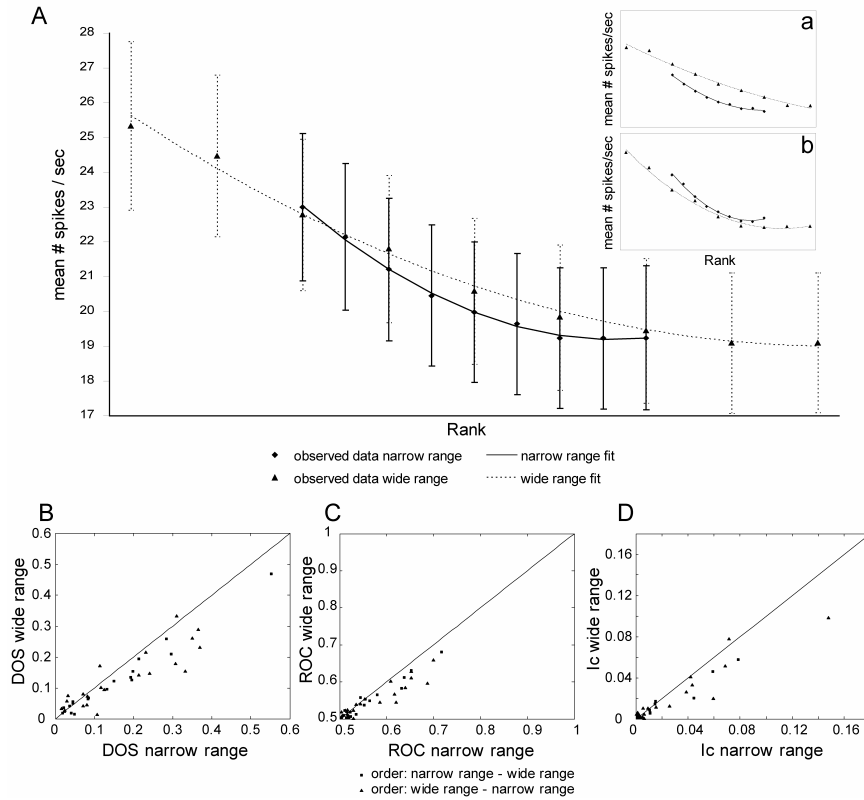 A
28
27
26
25
24
23
22
21
20
19
18
17
mean # spikes / sec
Rank
a
mean # spikes/sec
b
mean # spikes/sec
Rank
observed data narrow range
narrow range fit
observed data wide range
wide range fit
B
0.6
0.5
0.4
0.3
0.2
0.1
0
DOS wide range
0 0.1 0.2 0.3 0.4 0.5 0.6
DOS narrow range
C
1
0.9
0.8
0.7
0.6
0.5
ROC wide range
0.5 0.6 0.7 0.8 0.9 1
ROC narrow range
D
0.16
0.12
0.08
0.04
0
Ic wide range
0 0.04 0.08 0.12 0.16
Ic narrow range
order: narrow range - wide range
order: wide range - narrow range